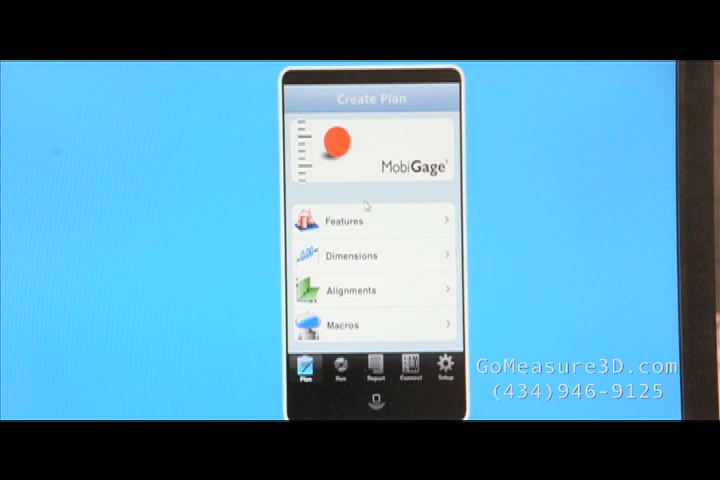 Create Plan
MobiGage
Features
Dimensions
Alignments
Macros
Plan Run Report Connect Setup
GoMeasure3D.com
(434)946-9125